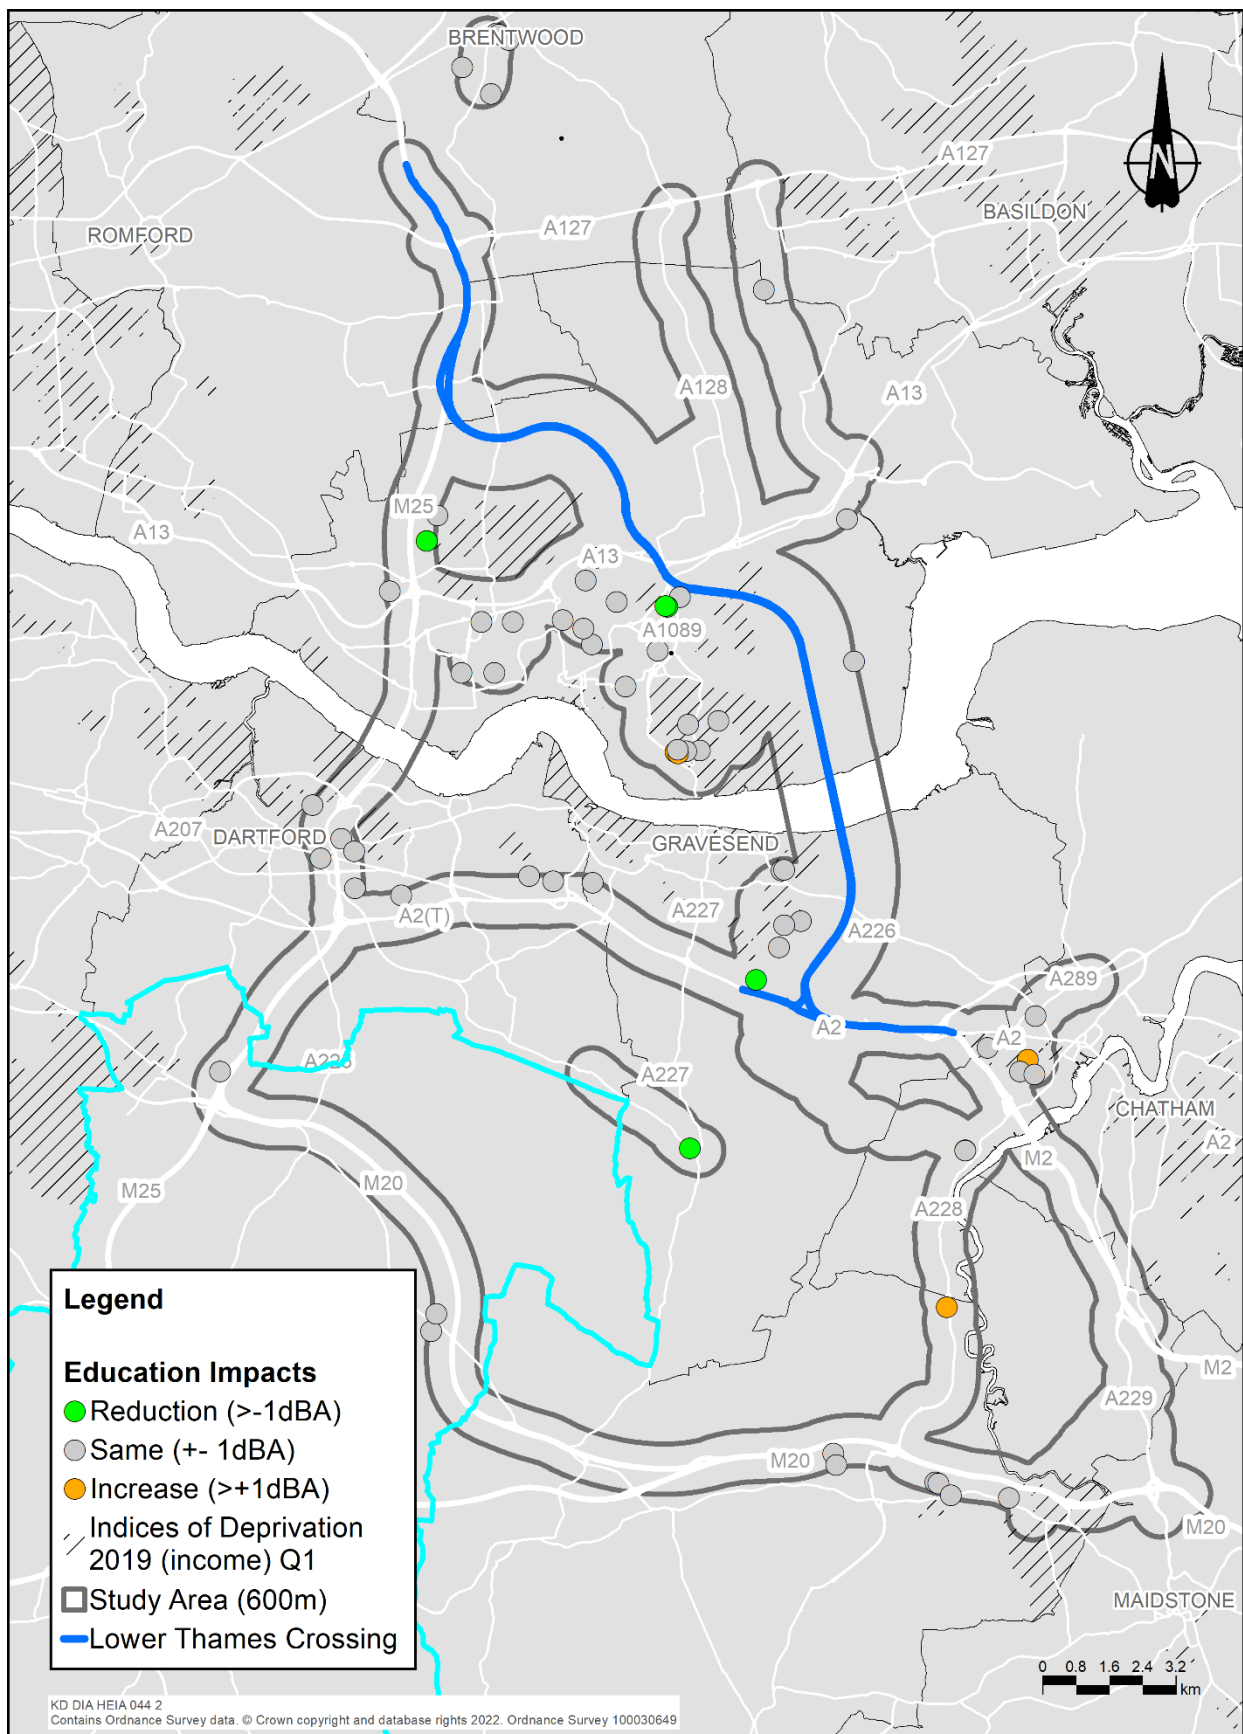 BRENTWOOD
N
A127
BASILDON
ROMFORD
A127
A128
A13
M25
A13
A13
A1089
A207
DARTFORD
GRAVESEND
A2(T)
A227
A226
A289
A2
A2
A227
CHATHAM
A2
M25
M20
M2
A228
M2
A229
M20
M20
MAIDSTONE
Legend
Education Impacts
Reduction (>-1dBA)
Same (+- 1dBA)
Increase (>+1dBA)
Indices of Deprivation
2019 (income) Q1
Study Area (600m)
Lower Thames Crossing
0 0.8 1.6 2.4 3.2
km
KD DIA HEIA 044 2
Contains Ordnance Survey data. © Crown copyright and database rights 2022. Ordnance Survey 100030649